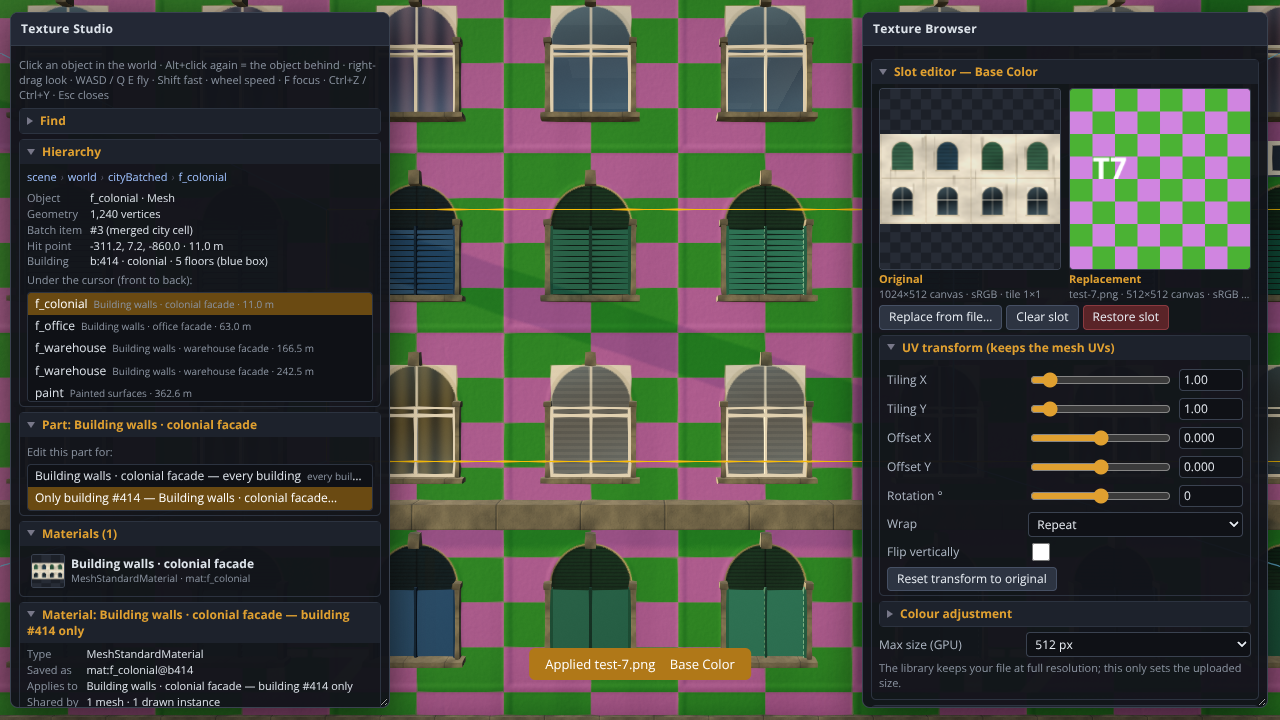 Texture Studio
Click an object in the world · Alt+click again = the object behind · right-
drag look · WASD / Q E fly · Shift fast · wheel speed · F focus · Ctrl+Z /
Ctrl+Y · Esc closes
Find
Hierarchy
scene › world › cityBatched › f_colonial
Object f_colonial · Mesh
Geometry 1,240 vertices
Batch item #3 (merged city cell)
Hit point -311.2, 7.2, -860.0 · 11.0 m
Building b:414 · colonial · 5 floors (blue box)
Under the cursor (front to back):
f_colonial Building walls · colonial facade · 11.0 m
f_office Building walls · office facade · 63.0 m
f_warehouse Building walls · warehouse facade · 166.5 m
f_warehouse Building walls · warehouse facade · 242.5 m
paint Painted surfaces · 362.6 m
Part: Building walls · colonial facade
Edit this part for:
Building walls · colonial facade — every building every buil...
Only building #414 — Building walls · colonial facade...
Materials (1)
Building walls · colonial facade
MeshStandardMaterial · mat:f_colonial
Material: Building walls · colonial facade — building
#414 only
Type MeshStandardMaterial
Saved as mat:f_colonial@b414
Applies to Building walls · colonial facade — building #414 only
Shared by 1 mesh · 1 drawn instance
Applied test-7.png Base Color
Texture Browser
Slot editor — Base Color
T7
Original
1024×512 canvas · sRGB · tile 1×1
Replacement
test-7.png · 512×512 canvas · sRGB ...
Replace from file... Clear slot Restore slot
UV transform (keeps the mesh UVs)
Tiling X 1.00
Tiling Y 1.00
Offset X 0.000
Offset Y 0.000
Rotation ° 0
Wrap Repeat
Flip vertically
Reset transform to original
Colour adjustment
Max size (GPU) 512 px
The library keeps your file at full resolution; this only sets the uploaded
size.